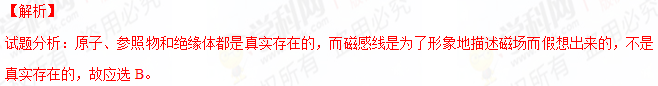 【解析】
试题分析：原子、参照物和绝缘体都是真实存在的，而磁感线是为了形象地描述磁场而假想出来的，不是
真实存在的，故应选 B。